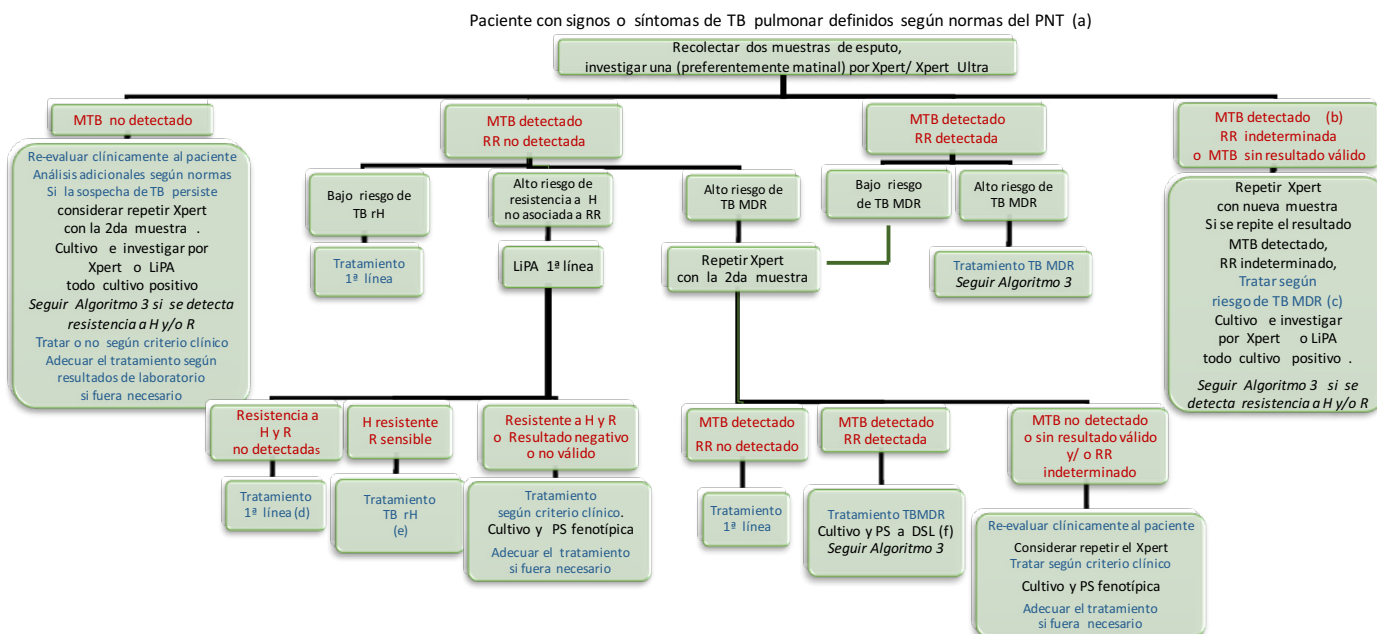 Paciente con signos o síntomas de TB pulmonar definidos según normas del PNT (a)
Recolectar dos muestras de esputo,
investigar una (preferentemente matinal) por Xpert/ Xpert Ultra
MTB no detectado
Re-evaluar clínicamente al paciente
Análisis adicionales según normas
Si la sospecha de TB persiste
considerar repetir Xpert
con la 2da muestra .
Cultivo e investigar por
Xpert o LiPA
todo cultivo positivo
Seguir Algoritmo 3 si se detecta
resistencia a H y/o R
Tratar o no según criterio clínico
Adecuar el tratamiento según
resultados de laboratorio
si fuera necesario
MTB detectado
RR no detectada
Bajo riesgo de
TB rH
Tratamiento
1ª línea
Alto riesgo de
resistencia a H
no asociada a RR
LiPA 1ª línea
Alto riesgo
de TB MDR
Repetir Xpert
con la 2da muestra
MTB detectado
RR detectada
Bajo riesgo
de TB MDR
Alto riesgo de
TB MDR
Tratamiento TB MDR
Seguir Algoritmo 3
MTB detectado (b)
RR indeterminada
o MTB sin resultado válido
Repetir Xpert
con nueva muestra
Si se repite el resultado
MTB detectado,
RR indeterminado,
Tratar según
riesgo de TB MDR (c)
Cultivo e investigar
por Xpert o LiPA
todo cultivo positivo .
Seguir Algoritmo 3 si se
detecta resistencia a H y/o R
Resistencia a
H y R
no detectadas
Tratamiento
1ª línea (d)
H resistente
R sensible
Tratamiento
TB rH
(e)
Resistente a H y R
o Resultado negativo
o no válido
Tratamiento
según criterio clínico.
Cultivo y PS fenotípica
Adecuar el tratamiento
si fuera necesario
MTB detectado
RR no detectado
Tratamiento
1ª línea
MTB detectado
RR detectada
Tratamiento TBMDR
Cultivo y PS a DSL (f)
Seguir Algoritmo 3
MTB no detectado
o sin resultado válido
y/ o RR
indeterminado
Re-evaluar clínicamente al paciente
Considerar repetir el Xpert
Tratar según criterio clínico
Cultivo y PS fenotípica
Adecuar el tratamiento
si fuera necesario